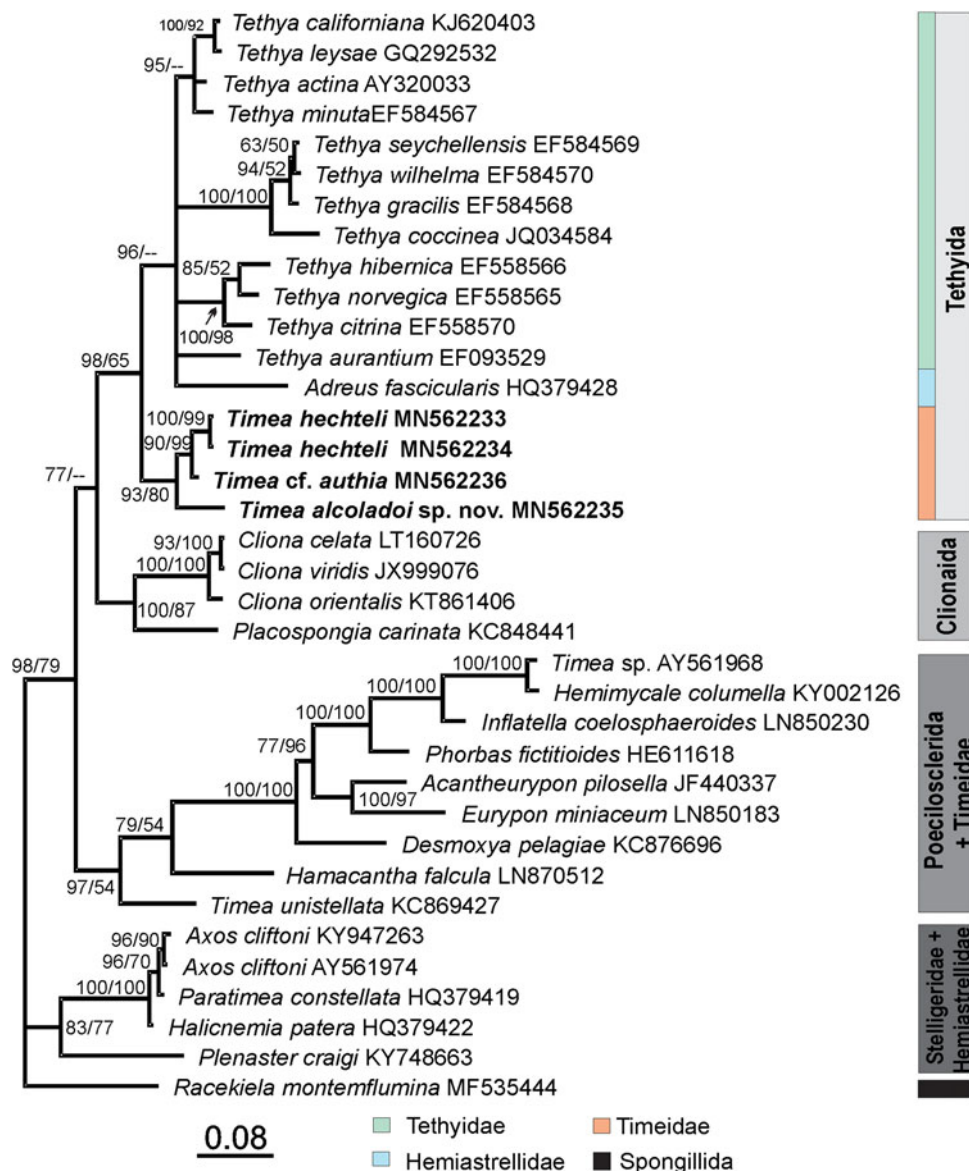 100/92
Tethya californiana KJ620403
Tethya leysae GQ292532
95/--
Tethya actina AY320033
Tethya minutaEF584567
63/50
Tethya seychellensis EF584569
94/52
Tethya wilhelma EF584570
100/100
Tethya gracilis EF584568
Tethya coccinea JQ034584
96/--
85/52
Tethya hibernica EF558566
Tethya norvegica EF558565
Tethya citrina EF558570
100/98
Tethya aurantium EF093529
98/65
Adreus fascicularis HQ379428
100/99
Timea hechteli MN562233
90/99
Timea hechteli MN562234
77/--
Timea cf. authia MN562236
93/80
Timea alcoladoi sp. nov. MN562235
93/100
Cliona celata LT160726
100/100
Cliona viridis JX999076
Cliona orientalis KT861406
100/87
Placospongia carinata KC848441
98/79
100/100
Timea sp. AY561968
100/100
Hemimycale columella KY002126
100/100
Inflatella coelosphaeroides LN850230
77/96
Phorbas fictitioides HE611618
100/100
Acantheurypon pilosella JF440337
100/97
Eurypon miniaceum LN850183
79/54
Desmoxya pelagiae KC876696
Hamacantha falcula LN870512
97/54
Timea unistellata KC869427
96/90
Axos cliftoni KY947263
96/70
Axos cliftoni AY561974
100/100
Paratimea constellata HQ379419
83/77
Halicnemia patera HQ379422
Plenaster craigi KY748663
Racekiela montemflumina MF535444
Tethyida
Clionaida
Poecilosclerida
+ Timeidae
Stelligeridae +
Hemiastrellidae
0.08
Tethyidae
Timeidae
Hemiastrellidae
Spongillida